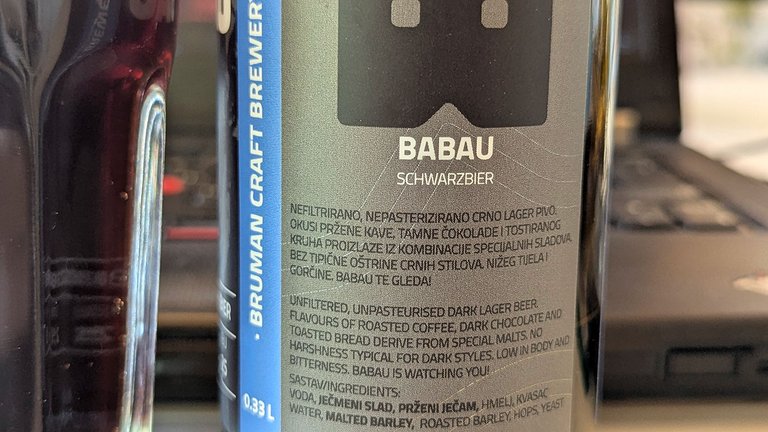 BABAU
SCHWARZBIER
NEFILTRIRANO, NEPASTERIZIRANO CRNO LAGER PIVO.
OKUSI PRŽENE KAVE, TAMNE ČOKOLADE I TOSTIRANOG
KRUHA PROIZLAZE IZ KOMBINACIJE SPECIJALNIH SLADOVA.
BEZ TIPIČNE OŠTRINE CRNIH STILOVA. NIŽEG TIJELA I
GORČINE. BABAU TE GLEDA!
UNFILTERED, UNPASTEURISED DARK LAGER BEER.
FLAVOURS OF ROASTED COFFEE, DARK CHOCOLATE AND
TOASTED BREAD DERIVE FROM SPECIAL MALTS. NO
HARSHNESS TYPICAL FOR DARK STYLES. LOW IN BODY AND
BITTERNESS. BABAU IS WATCHING YOU!
SASTAV/INGREDIENTS:
VODA, JEČMENI SLAD, PRŽENI JEČAM, HMELJ, KVASAC
WATER, MALTED BARLEY, ROASTED BARLEY, HOPS, YEAST
· BRUMAN CRAFT BREWERY
0.33 L